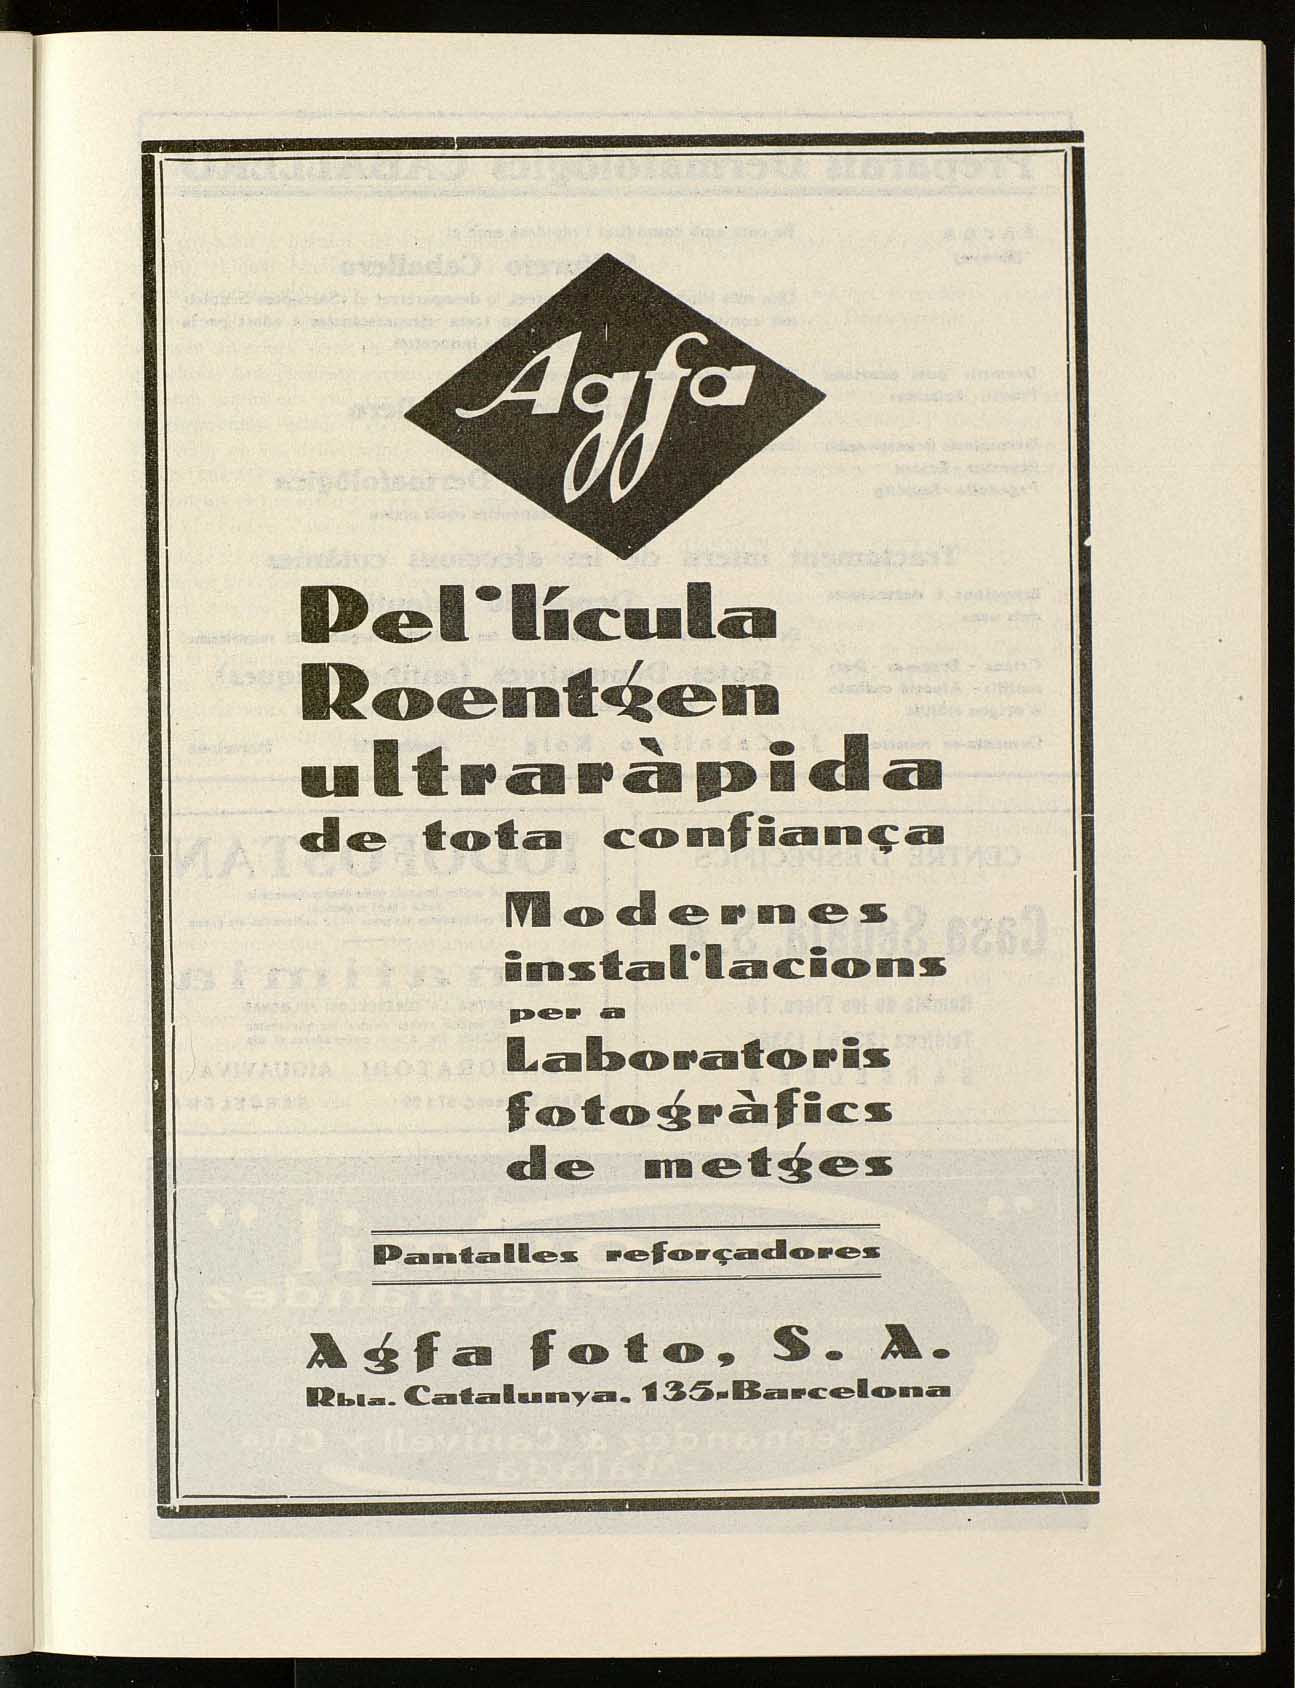 Agfa
Pel·lícula
Roentgen
ultraràpida
de tota confiança
Modernes
instal·lacions
per a
Laboratoris
fotogràfics
de metges
Pantalles reforçadores
Agfa foto, S. A.
Rbla. Catalunya, 135-Barcelona